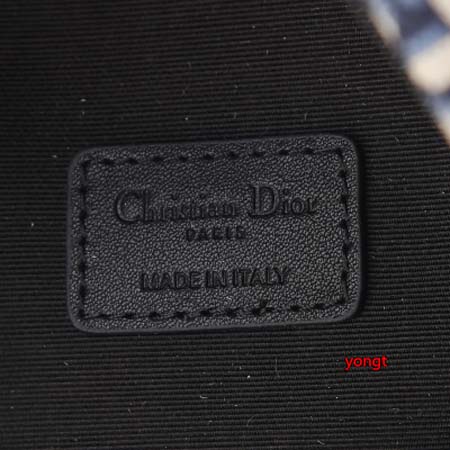 Christian Dior
PARIS
MADE IN ITALY
yongt